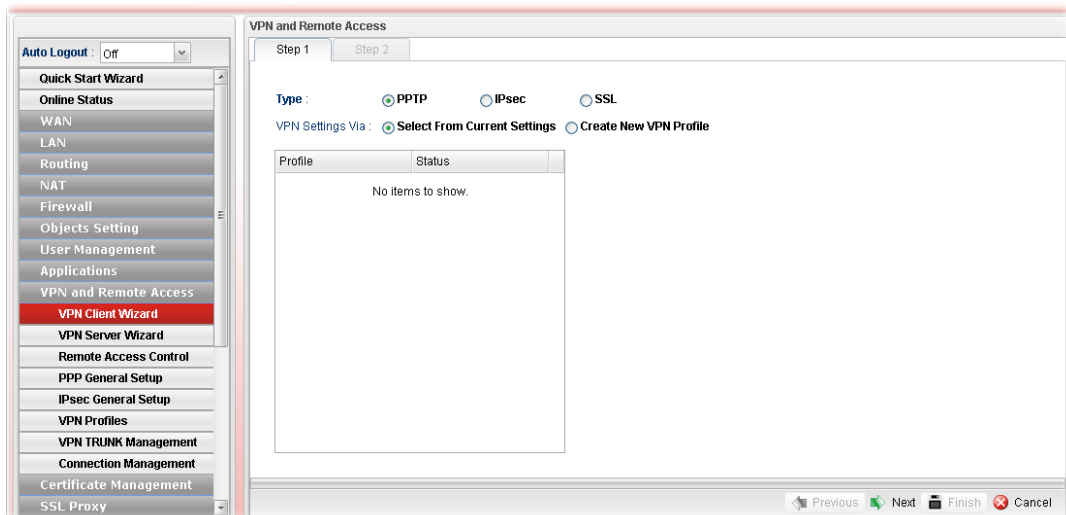 VPN and Remote Access
Auto Logout : Off
Quick Start Wizard
Online Status
WAN
LAN
Routing
NAT
Firewall
Objects Setting
User Management
Applications
VPN and Remote Access
VPN Client Wizard
VPN Server Wizard
Remote Access Control
PPP General Setup
IPsec General Setup
VPN Profiles
VPN TRUNK Management
Connection Management
Certificate Management
SSL Proxy
Step 1 Step 2
Type : PPTP IPsec SSL
VPN Settings Via : Select From Current Settings Create New VPN Profile
Profile Status
No items to show.
Previous Next Finish Cancel